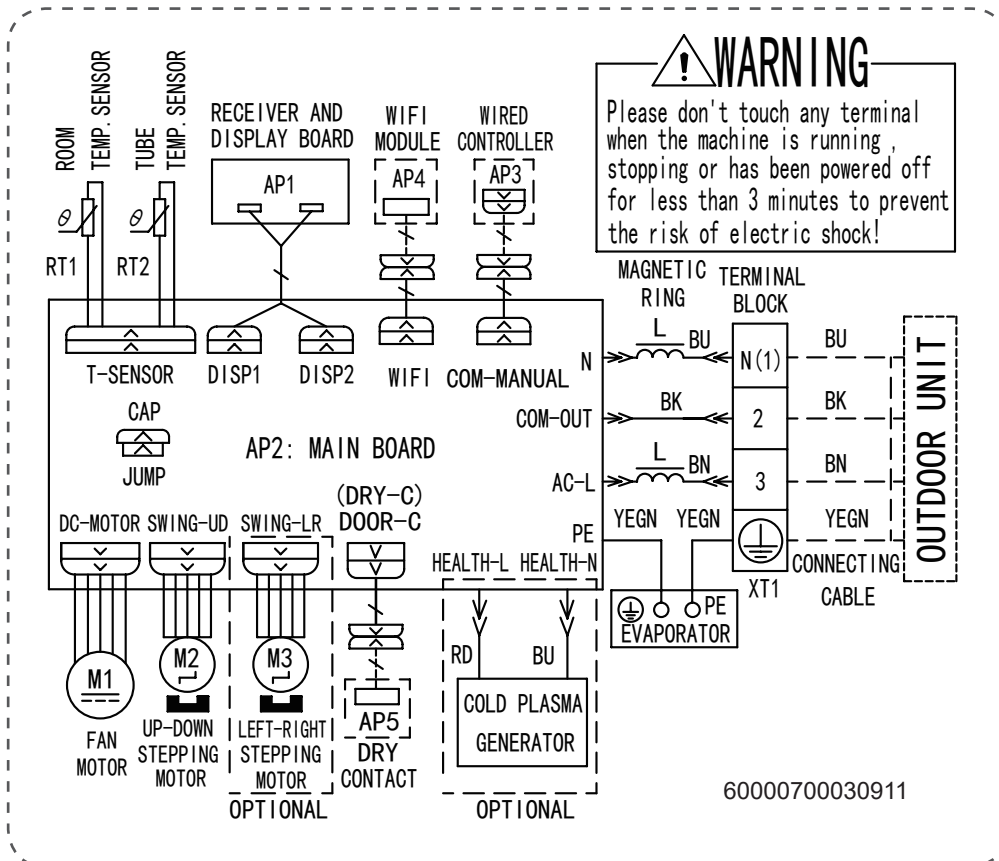 WARNING
Please don't touch any terminal
when the machine is running ,
stopping or has been powered off
for less than 3 minutes to prevent
the risk of electric shock!
ROOM
TEMP. SENSOR
TUBE
TEMP. SENSOR
RECEIVER AND
DISPLAY BOARD
WIFI
MODULE
WIRED
CONTROLLER
AP1
AP4
AP3
θ
θ
RT1
RT2
MAGNETIC
RING
TERMINAL
BLOCK
T-SENSOR
DISP1
DISP2
WIFI
COM-MANUAL
N
L
BU
N(1)
BU
CAP
JUMP
AP2: MAIN BOARD
COM-OUT
BK
2
BK
AC-L
L
BN
3
BN
OUTDOOR UNIT
(DRY-C)
DOOR-C
DC-MOTOR
SWING-UD
SWING-LR
PE
YEGN
YEGN
YEGN
HEALTH-L
HEALTH-N
XT1
CONNECTING
CABLE
PE
EVAPORATOR
M1
M2
M3
RD
BU
AP5
COLD PLASMA
GENERATOR
FAN
MOTOR
UP-DOWN
STEPPING
MOTOR
LEFT-RIGHT
STEPPING
MOTOR
DRY
CONTACT
OPTIONAL
OPTIONAL
60000700030911